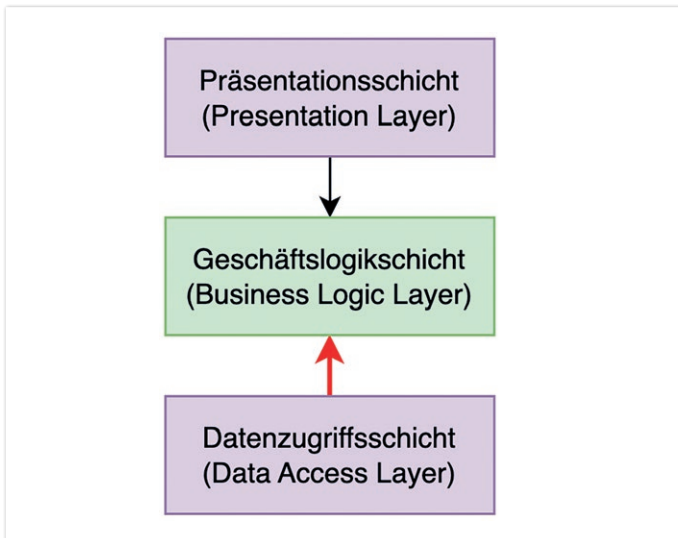 Präsentationsschicht
(Presentation Layer)
Geschäftslogikschicht
(Business Logic Layer)
Datenzugriffsschicht
(Data Access Layer)